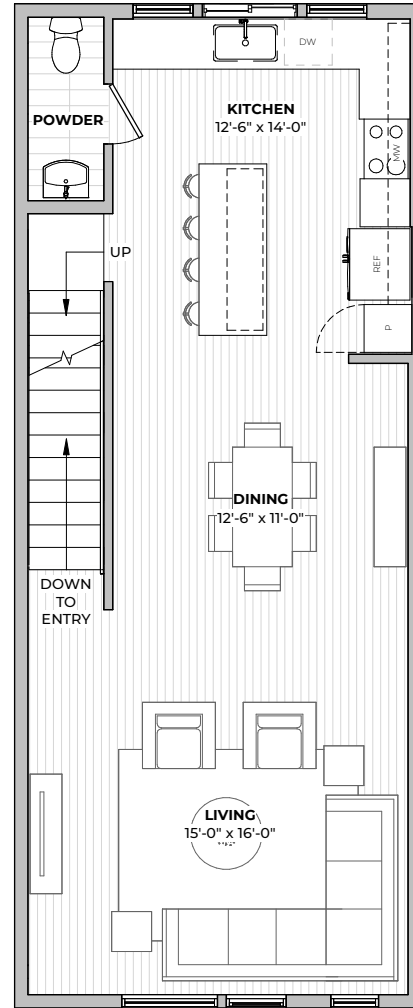 DW
POWDER
KITCHEN
12'-6" x 14'-0"
MW
UP
REF
P
DINING
12'-6" x 11'-0"
DOWN
TO
ENTRY
LIVING
15'-0" x 16'-0"